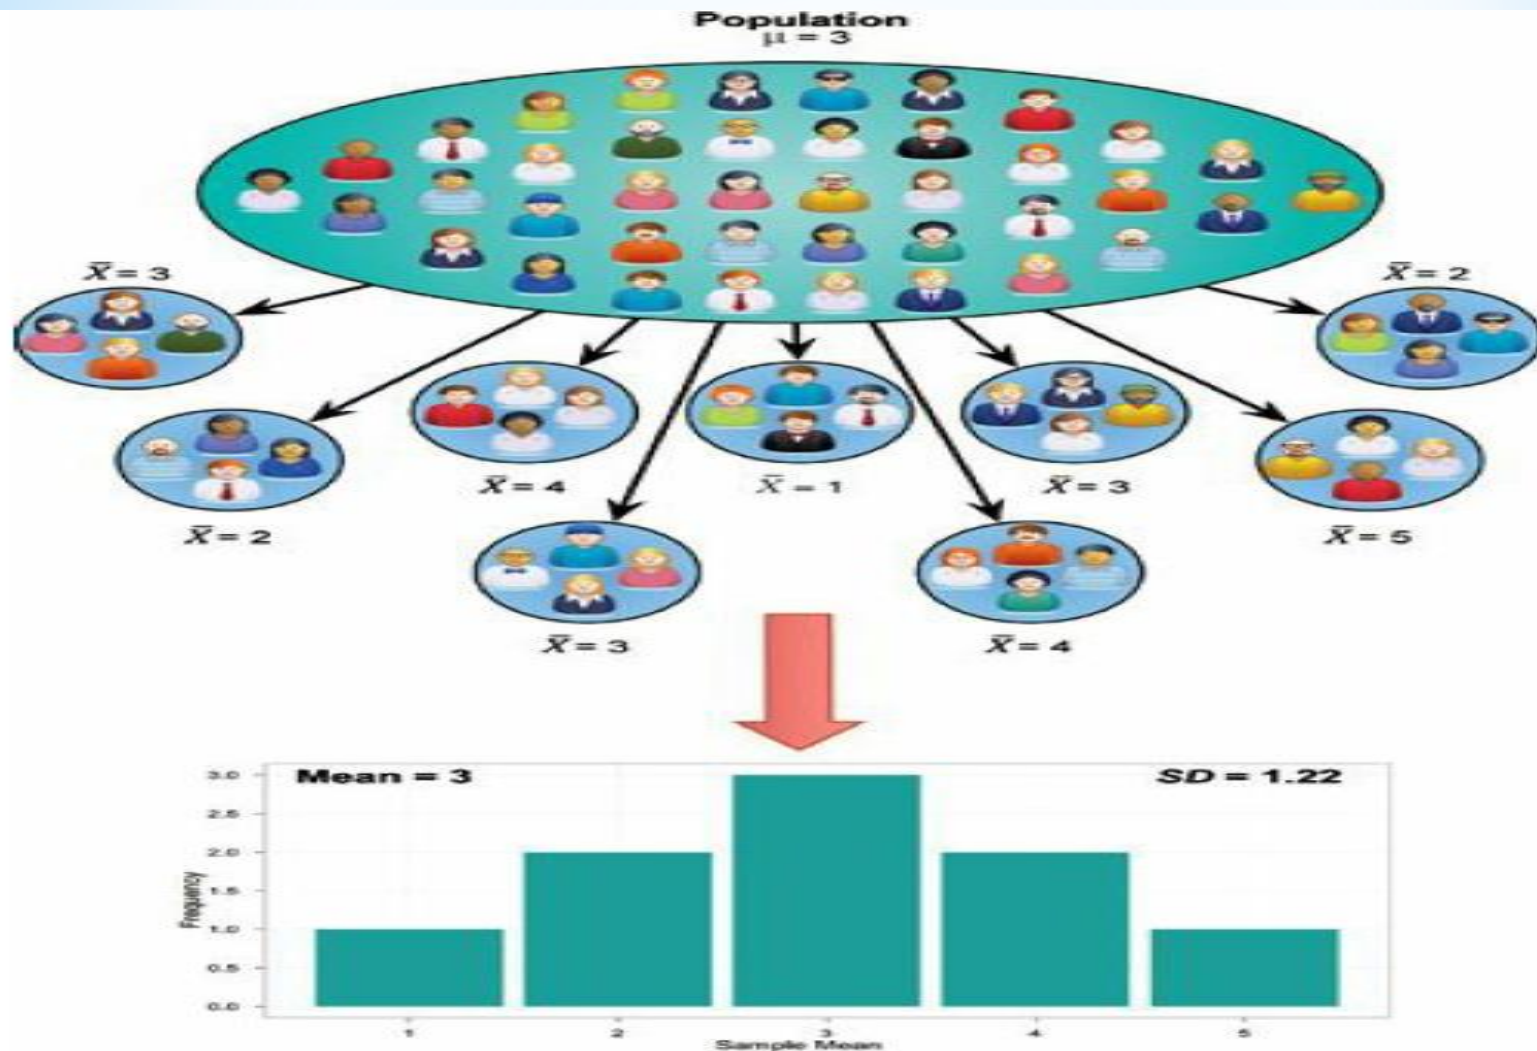 Population
μ = 3
X̄ = 3
X̄ = 2
X̄ = 4
X̄ = 1
X̄ = 3
X̄ = 2
X̄ = 5
X̄ = 3
X̄ = 4
Mean = 3
SD = 1.22
Frequency
3.0
2.5
2.0
1.5
1.0
0.5
0.0
1 2 3 4 5
Sample Mean